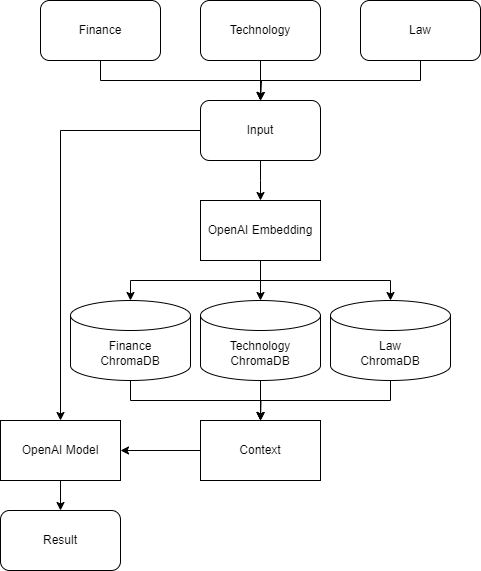 Finance
Technology
Law
Input
OpenAI Embedding
Finance
ChromaDB
Technology
ChromaDB
Law
ChromaDB
OpenAI Model
Context
Result